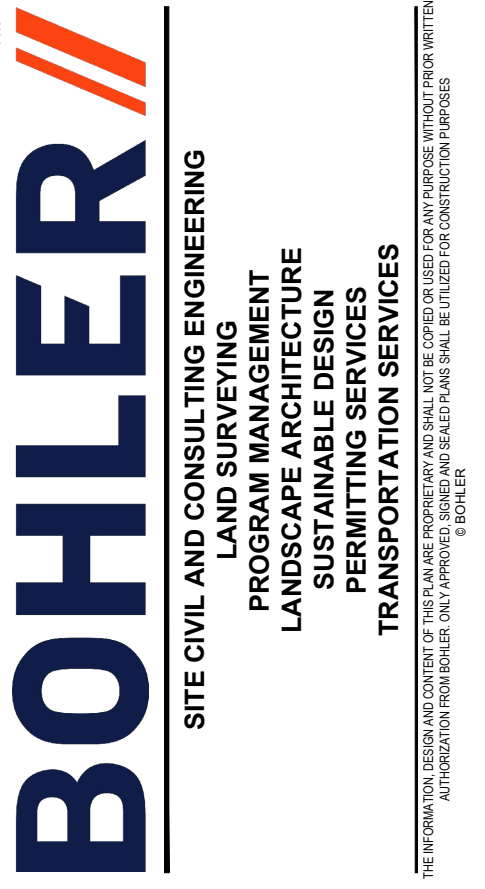 BOHLER//
SITE CIVIL AND CONSULTING ENGINEERING
LAND SURVEYING
PROGRAM MANAGEMENT
LANDSCAPE ARCHITECTURE
SUSTAINABLE DESIGN
PERMITTING SERVICES
TRANSPORTATION SERVICES
THE INFORMATION, DESIGN AND CONTENT OF THIS PLAN ARE PROPRIETARY AND SHALL NOT BE COPIED OR USED FOR ANY PURPOSE WITHOUT PRIOR WRITTEN
AUTHORIZATION FROM BOHLER. ONLY APPROVED, SIGNED AND SEALED PLANS SHALL BE UTILIZED FOR CONSTRUCTION PURPOSES
© BOHLER